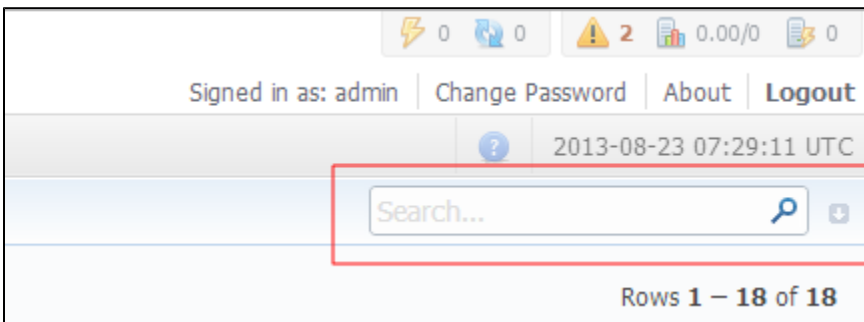 0 0 2 0.00/0 0
Signed in as: admin Change Password About Logout
? 2013-08-23 07:29:11 UTC
Search...
Rows 1 – 18 of 18